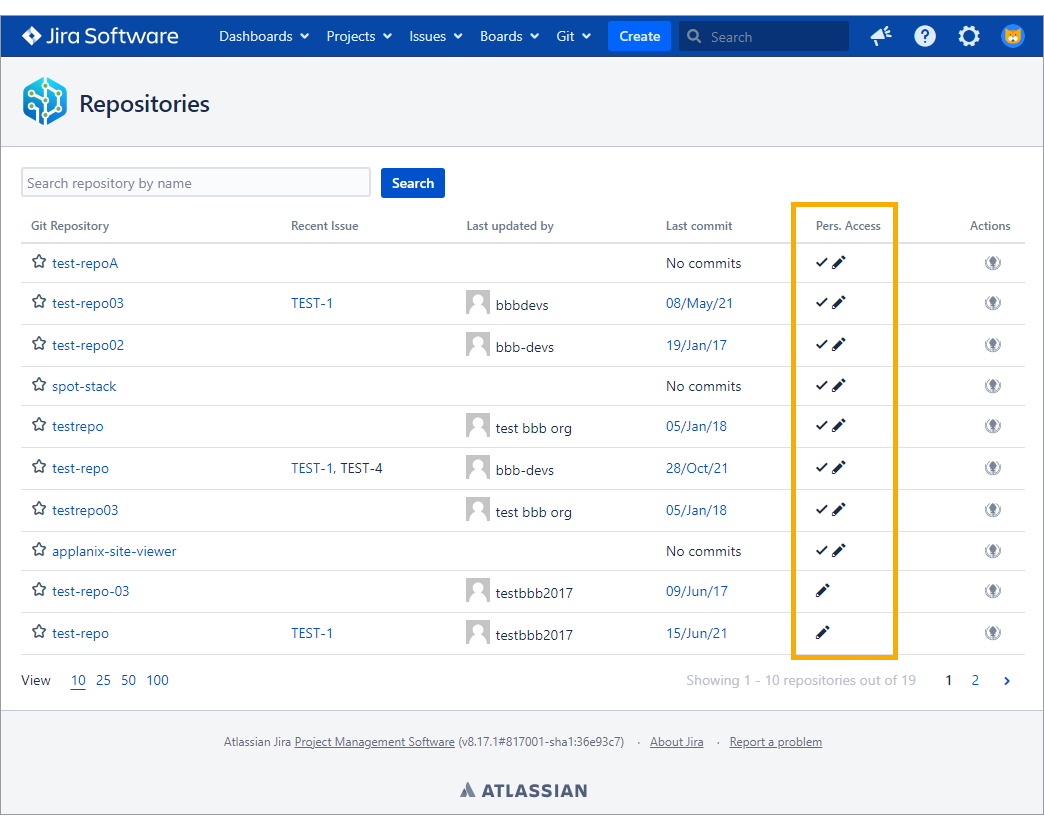 Jira Software Dashboards Projects Issues Boards Git Create Search
Repositories
Search repository by name Search
Git Repository Recent Issue Last updated by Last commit Pers. Access Actions
test-repoA No commits
test-repo03 TEST-1 bbbdevs 08/May/21
test-repo02 bbb-devs 19/Jan/17
spot-stack No commits
testrepo test bbb org 05/Jan/18
test-repo TEST-1, TEST-4 bbb-devs 28/Oct/21
testrepo03 test bbb org 05/Jan/18
applanix-site-viewer No commits
test-repo-03 testbbb2017 09/Jun/17
test-repo TEST-1 testbbb2017 15/Jun/21
View 10 25 50 100 Showing 1 - 10 repositories out of 19 1 2 ›
Atlassian Jira Project Management Software (v8.17.1#817001-sha1:36e93c7) · About Jira · Report a problem
ATLASSIAN